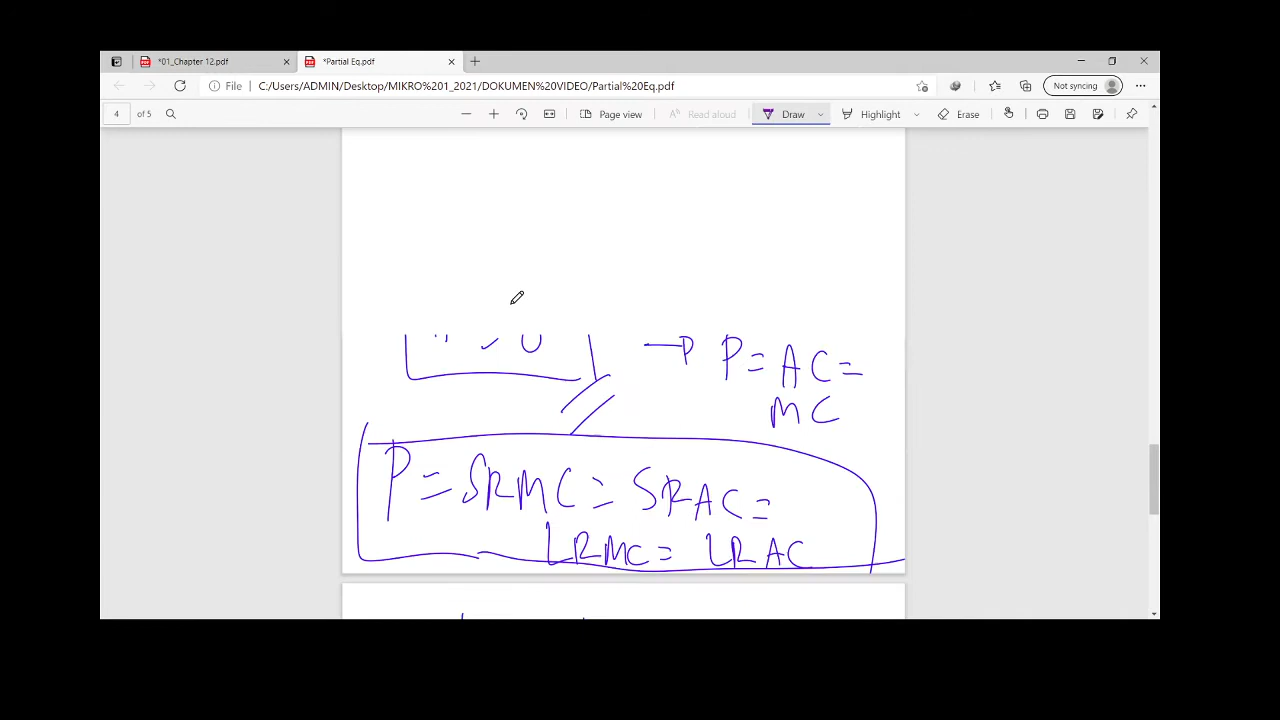 *01_Chapter 12.pdf
*Partial Eq.pdf
File C:/Users/ADMIN/Desktop/MIKRO%201_2021/DOKUMEN%20VIDEO/Partial%20Eq.pdf
Not syncing
4 of 5
Page view
Read aloud
Draw
Highlight
Erase
P = AC =
MC
P = SRMC = SRAC =
LRMC = LRAC